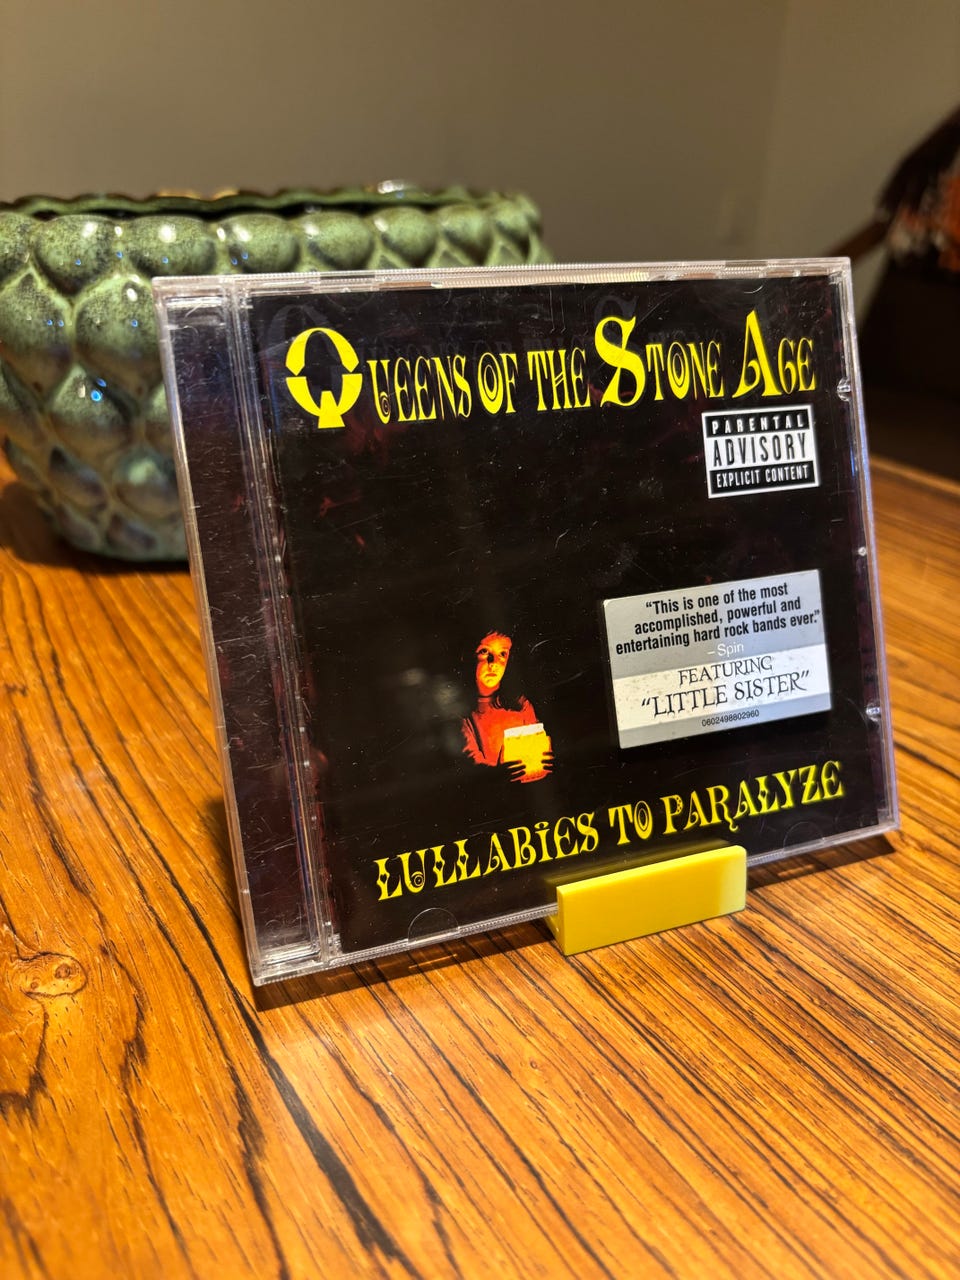 QUEENS OF THE STONE AGE
PARENTAL
ADVISORY
EXPLICIT CONTENT
“This is one of the most
accomplished, powerful and
entertaining hard rock bands ever.”
– Spin
FEATURING
“LITTLE SISTER”
0602498802960
LULLABIES TO PARALYZE